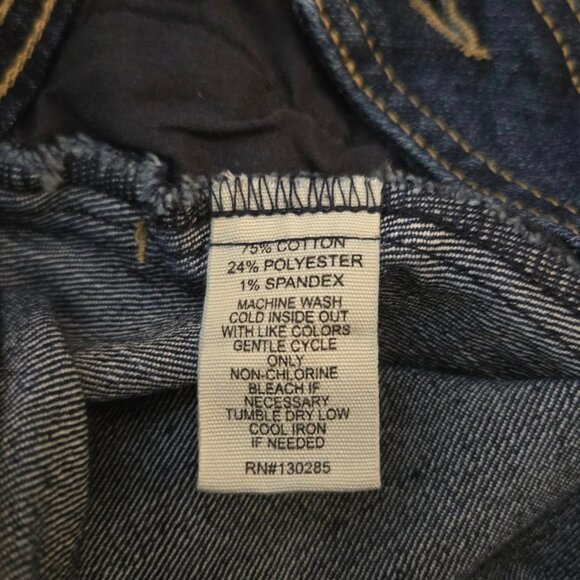 75% COTTON
24% POLYESTER
1% SPANDEX
MACHINE WASH
COLD INSIDE OUT
WITH LIKE COLORS
GENTLE CYCLE
ONLY
NON-CHLORINE
BLEACH IF
NECESSARY
TUMBLE DRY LOW
COOL IRON
IF NEEDED
RN#130285